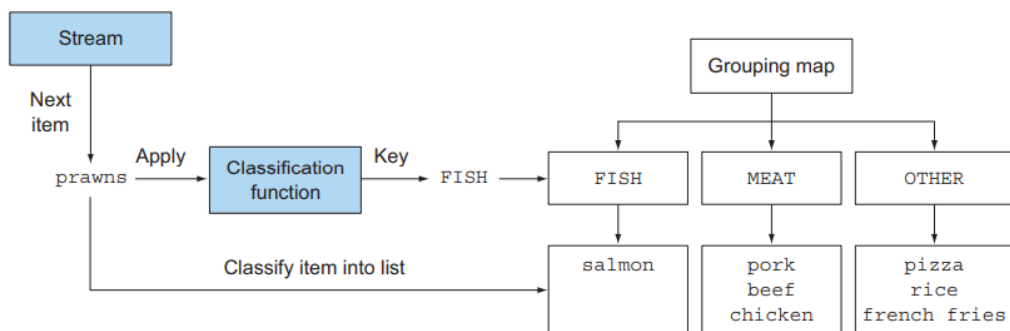 Stream
Grouping map
Next
item
prawns
Apply
Classification
function
Key
FISH
FISH
MEAT
OTHER
Classify item into list
salmon
pork
beef
chicken
pizza
rice
french fries